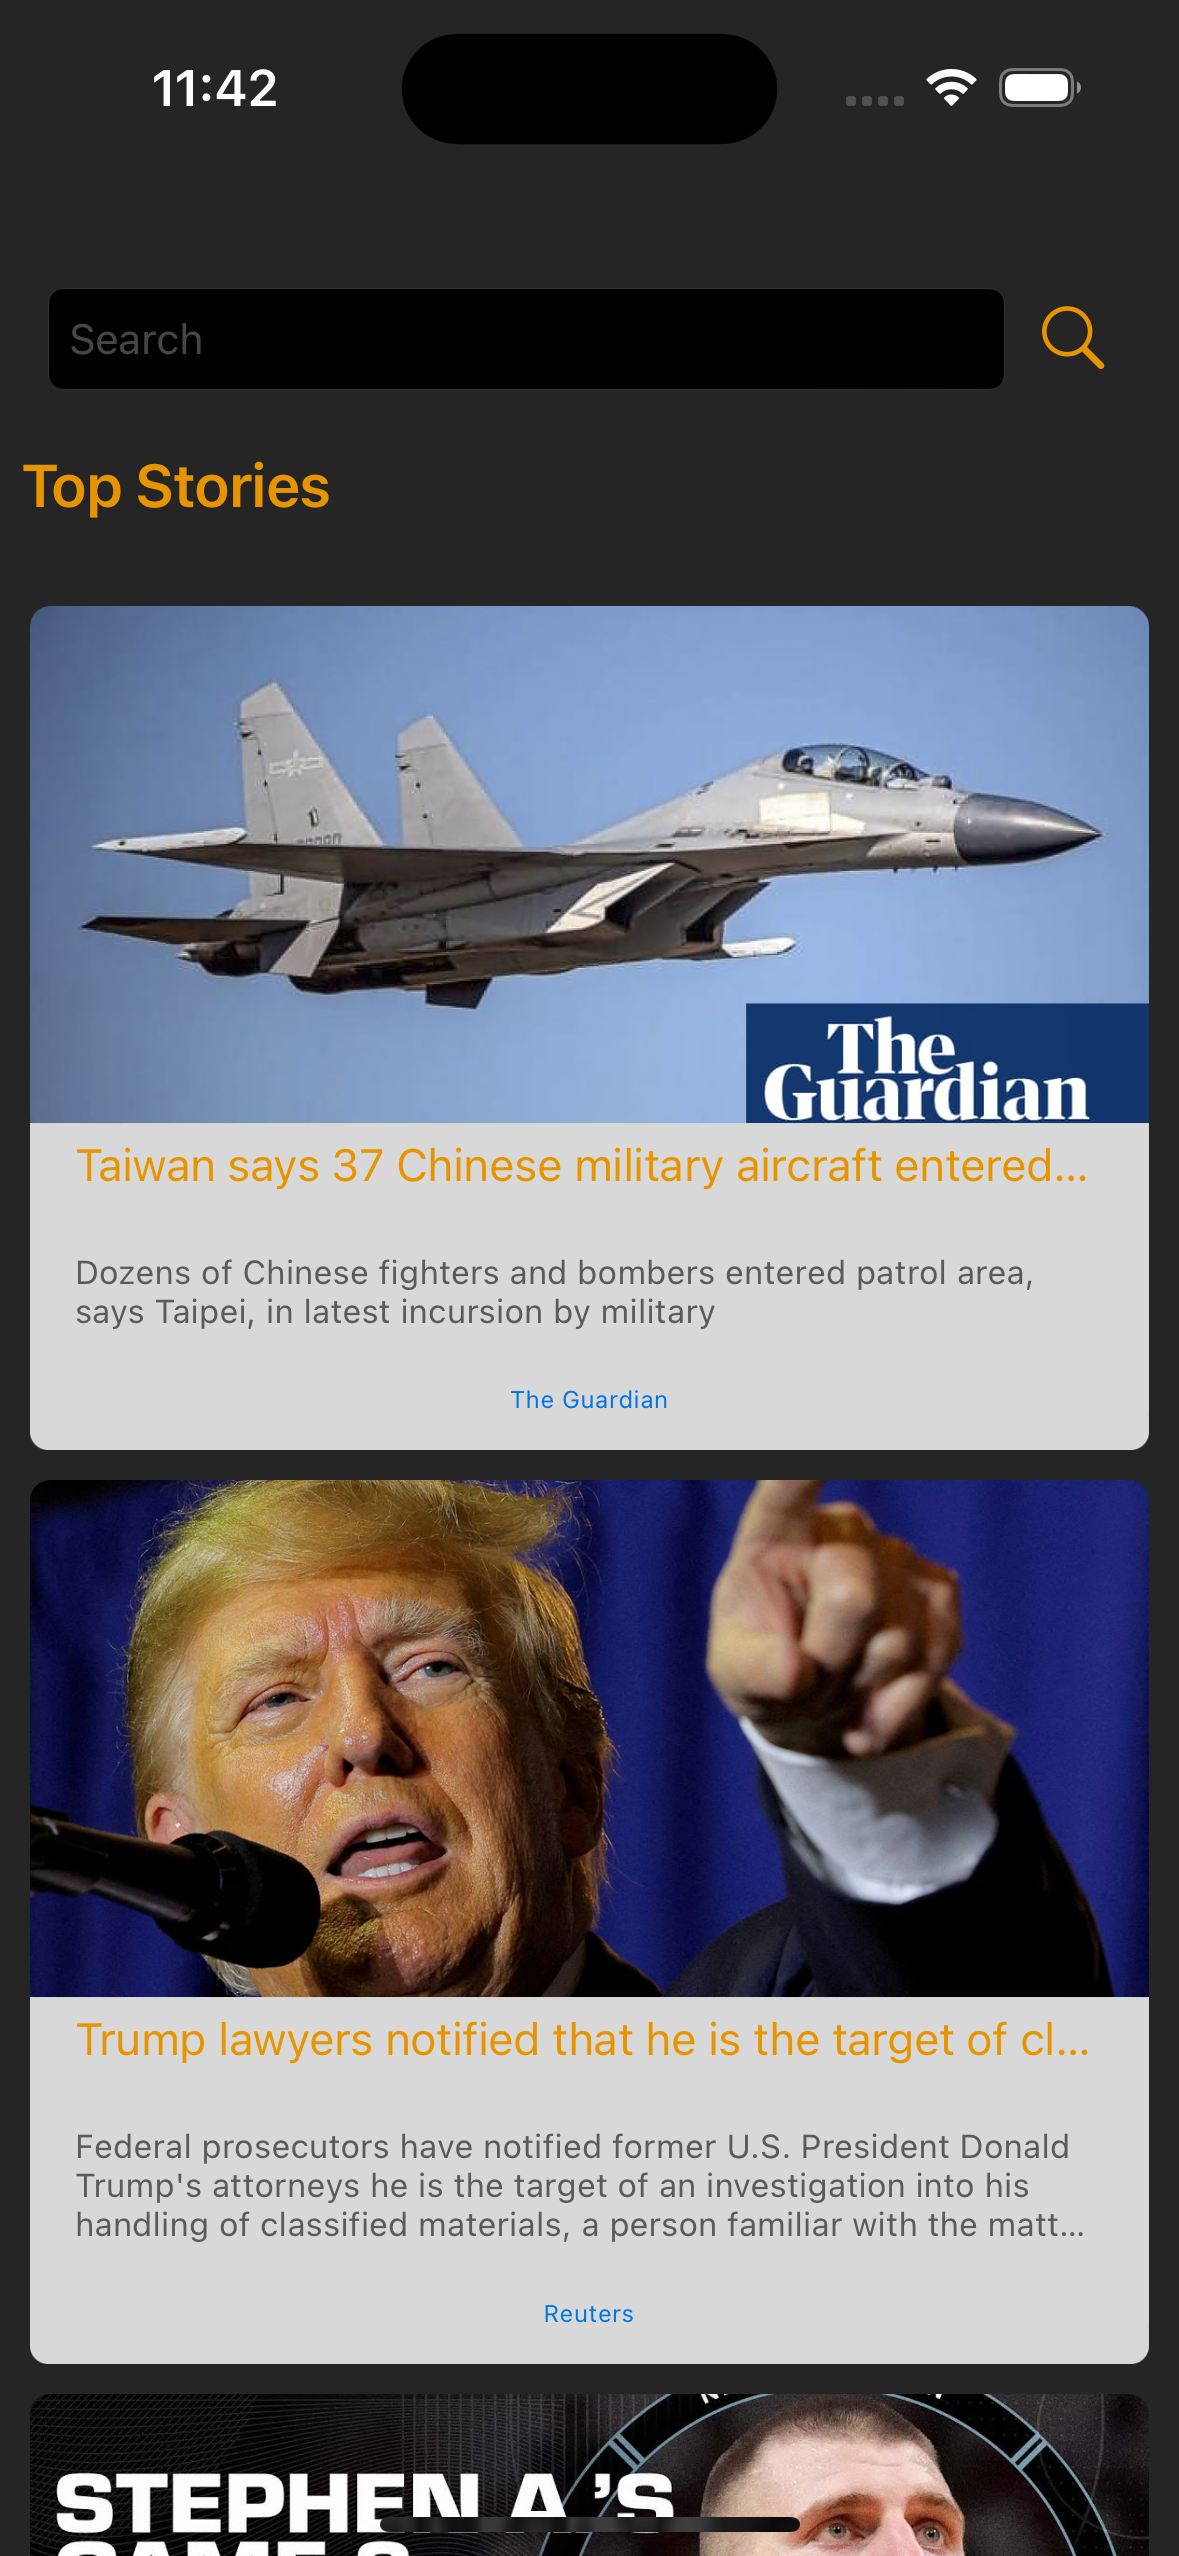 11:42
Search
Top Stories
The
Guardian
Taiwan says 37 Chinese military aircraft entered...
Dozens of Chinese fighters and bombers entered patrol area,
says Taipei, in latest incursion by military
The Guardian
Trump lawyers notified that he is the target of cl...
Federal prosecutors have notified former U.S. President Donald
Trump's attorneys he is the target of an investigation into his
handling of classified materials, a person familiar with the matt...
Reuters
STEPHEN A.'S